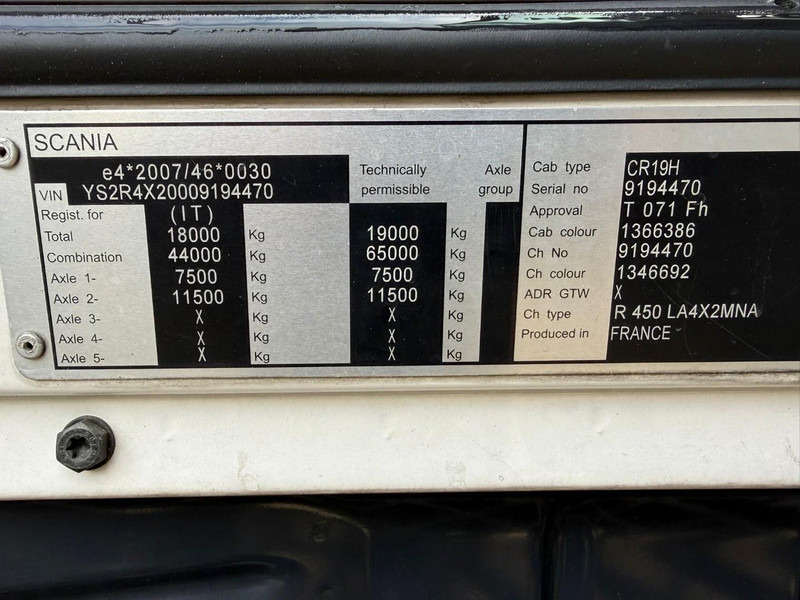 SCANIA
e4*2007/46*0030
VIN YS2R4X20009194470
Technically permissible
Axle group
Regist. for (IT)
Total 18000 Kg 19000 Kg
Combination 44000 Kg 65000 Kg
Axle 1- 7500 Kg 7500 Kg
Axle 2- 11500 Kg 11500 Kg
Axle 3- X Kg X Kg
Axle 4- X Kg X Kg
Axle 5- X Kg X Kg
Cab type CR19H
Serial no 9194470
Approval T 071 Fh
Cab colour 1366386
Ch No 9194470
Ch colour 1346692
ADR GTW X
Ch type R 450 LA4X2MNA
Produced in FRANCE